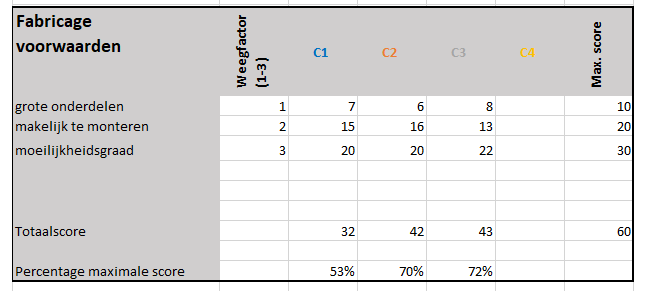 Fabricage voorwaarden Weegfactor (1-3) C1 C2 C3 C4 Max. score
grote onderdelen 1 7 6 8 10
makelijk te monteren 2 15 16 13 20
moeilijkheidsgraad 3 20 20 22 30
Totaalscore 32 42 43 60
Percentage maximale score 53% 70% 72%